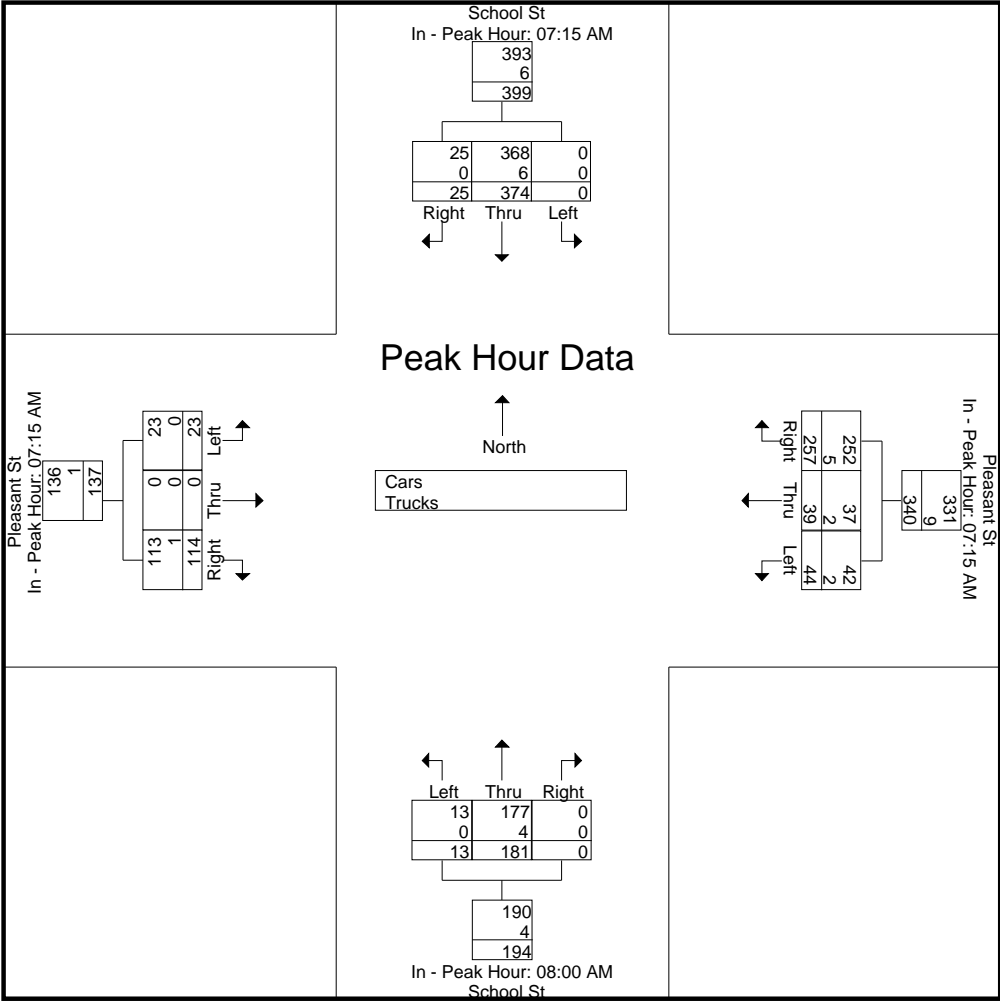 School St
In - Peak Hour: 07:15 AM
393
6
399
25 368 0
0 6 0
25 374 0
Right Thru Left
Peak Hour Data
North
Cars
Trucks
Pleasant St
In - Peak Hour: 07:15 AM
136
1
137
23 0 23
0 0 0
113 1 114
Left
Thru
Right
Pleasant St
In - Peak Hour: 07:15 AM
331
9
340
252 5 257
37 2 39
42 2 44
Right
Thru
Left
Left Thru Right
13 177 0
0 4 0
13 181 0
190
4
194
In - Peak Hour: 08:00 AM
School St